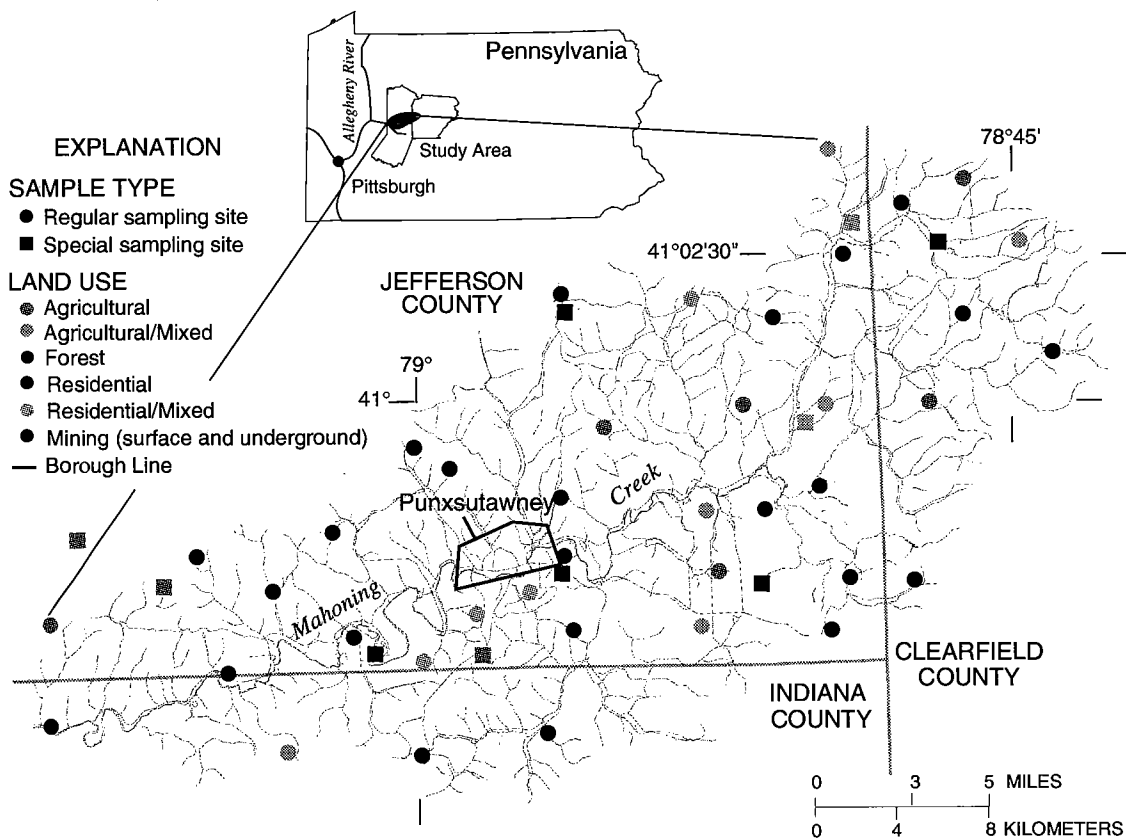 Pennsylvania
Allegheny River
Study Area
Pittsburgh
EXPLANATION
SAMPLE TYPE
Regular sampling site
Special sampling site
LAND USE
Agricultural
Agricultural/Mixed
Forest
Residential
Residential/Mixed
Mining (surface and underground)
Borough Line
78°45'
41°02'30"
JEFFERSON
COUNTY
79°
41°
Punxsutawney
Creek
Mahoning
CLEARFIELD
COUNTY
INDIANA
COUNTY
0 3 5 MILES
0 4 8 KILOMETERS